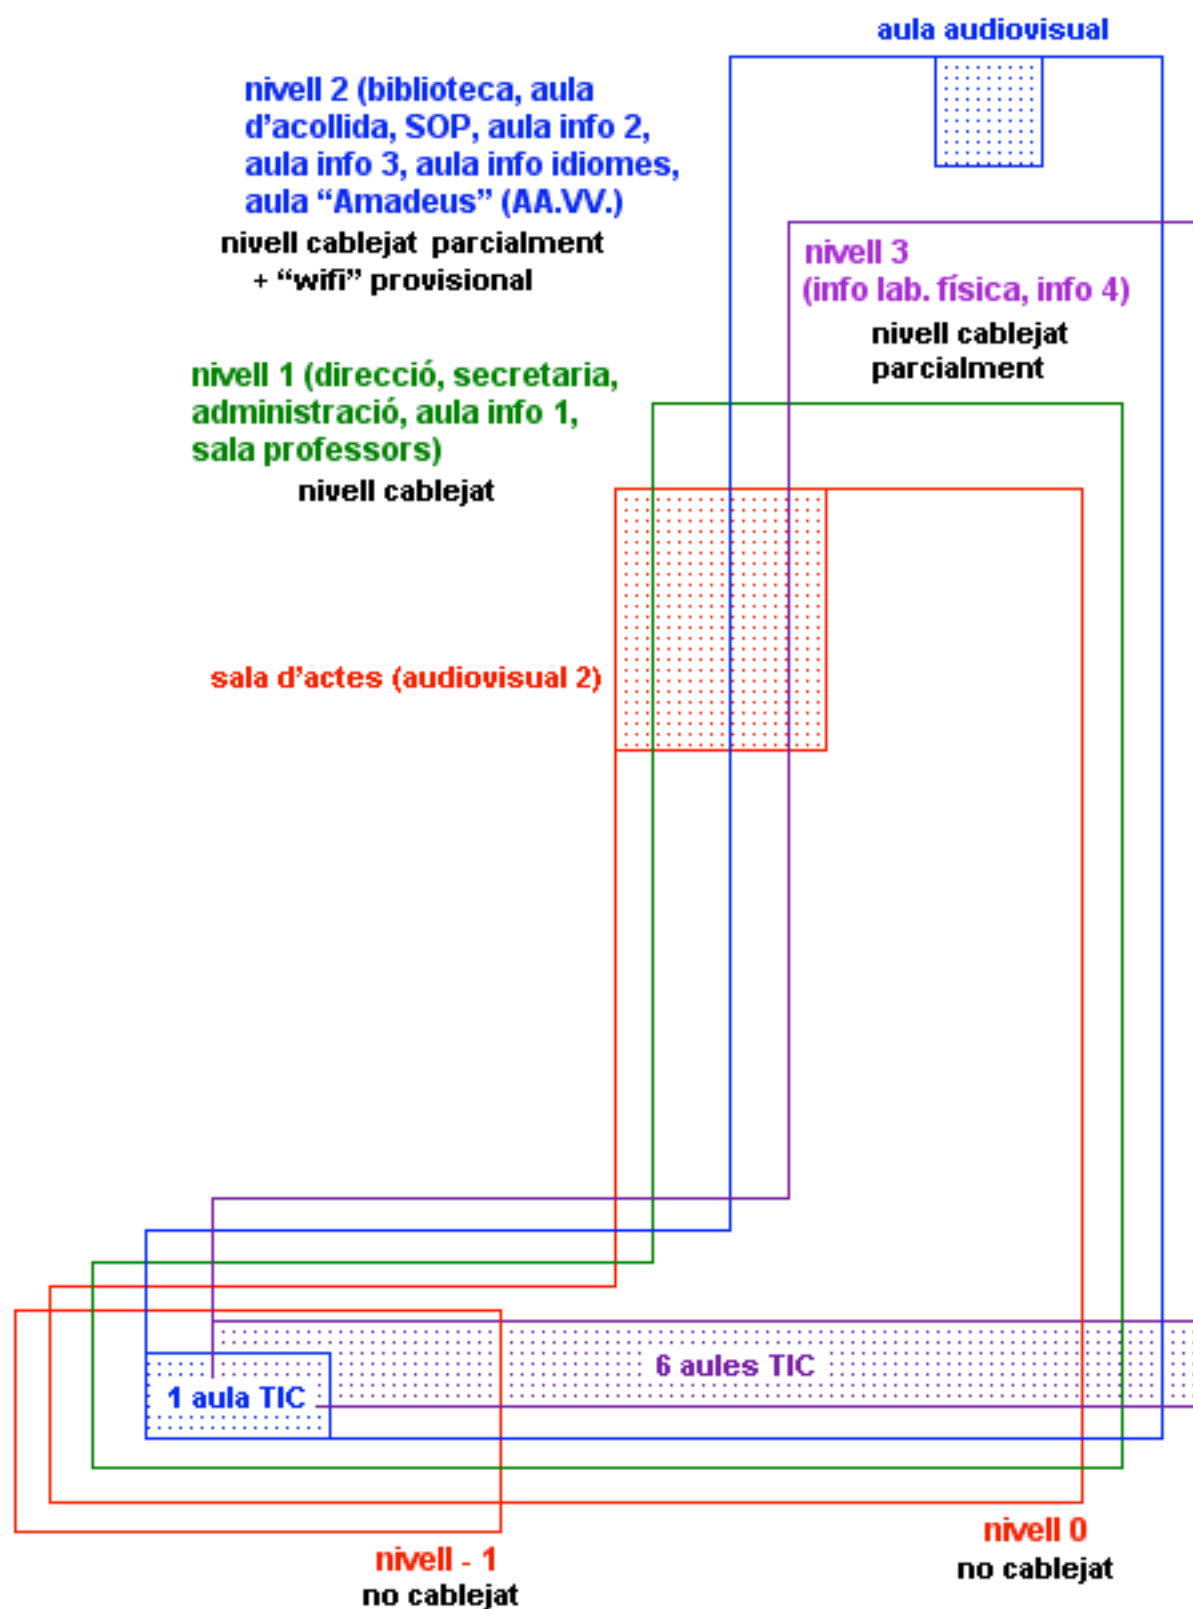 aula audiovisual
nivell 2 (biblioteca, aula
d’acollida, SOP, aula info 2,
aula info 3, aula info idiomes,
aula “Amadeus” (AA.VV.)
nivell cablejat parcialment
+ “wifi” provisional
nivell 3
(info lab. física, info 4)
nivell cablejat
parcialment
nivell 1 (direcció, secretaria,
administració, aula info 1,
sala professors)
nivell cablejat
sala d’actes (audiovisual 2)
6 aules TIC
1 aula TIC
nivell 0
no cablejat
nivell - 1
no cablejat